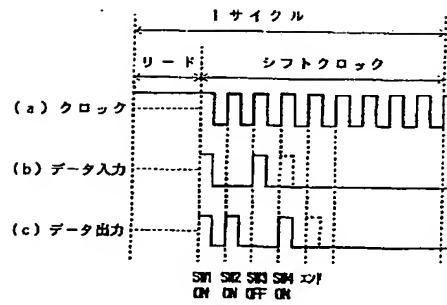 1サイクル
リード シフトクロック
(a) クロック
(b) データ入力
(c) データ出力
SW1 SW2 SW3 SW4 エンド
ON ON OFF ON